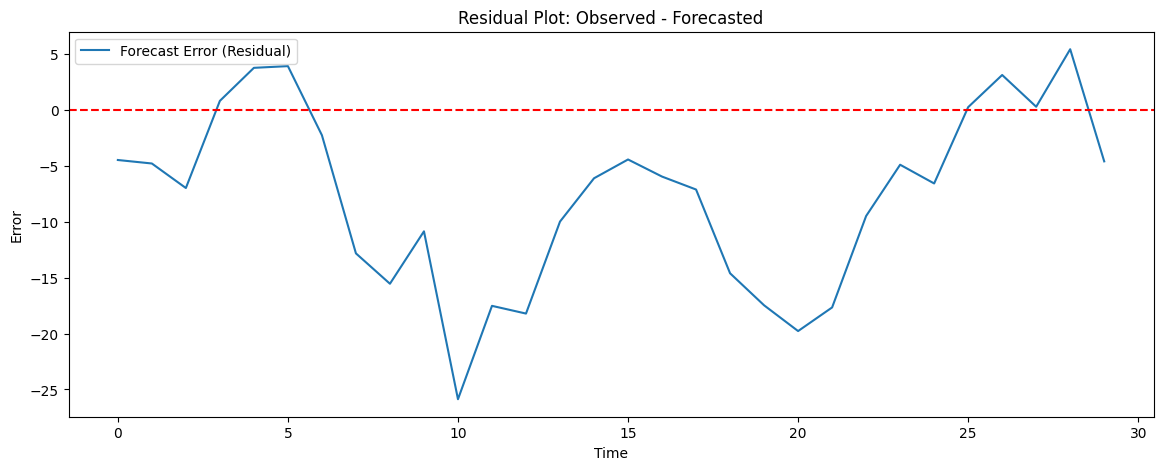 Residual Plot: Observed - Forecasted
Forecast Error (Residual)
5
0
−5
−10
−15
−20
−25
Error
0 5 10 15 20 25 30
Time